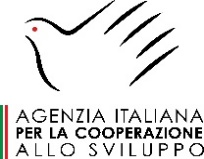 AGENZIA ITALIANA
PER LA COOPERAZIONE
ALLO SVILUPPO